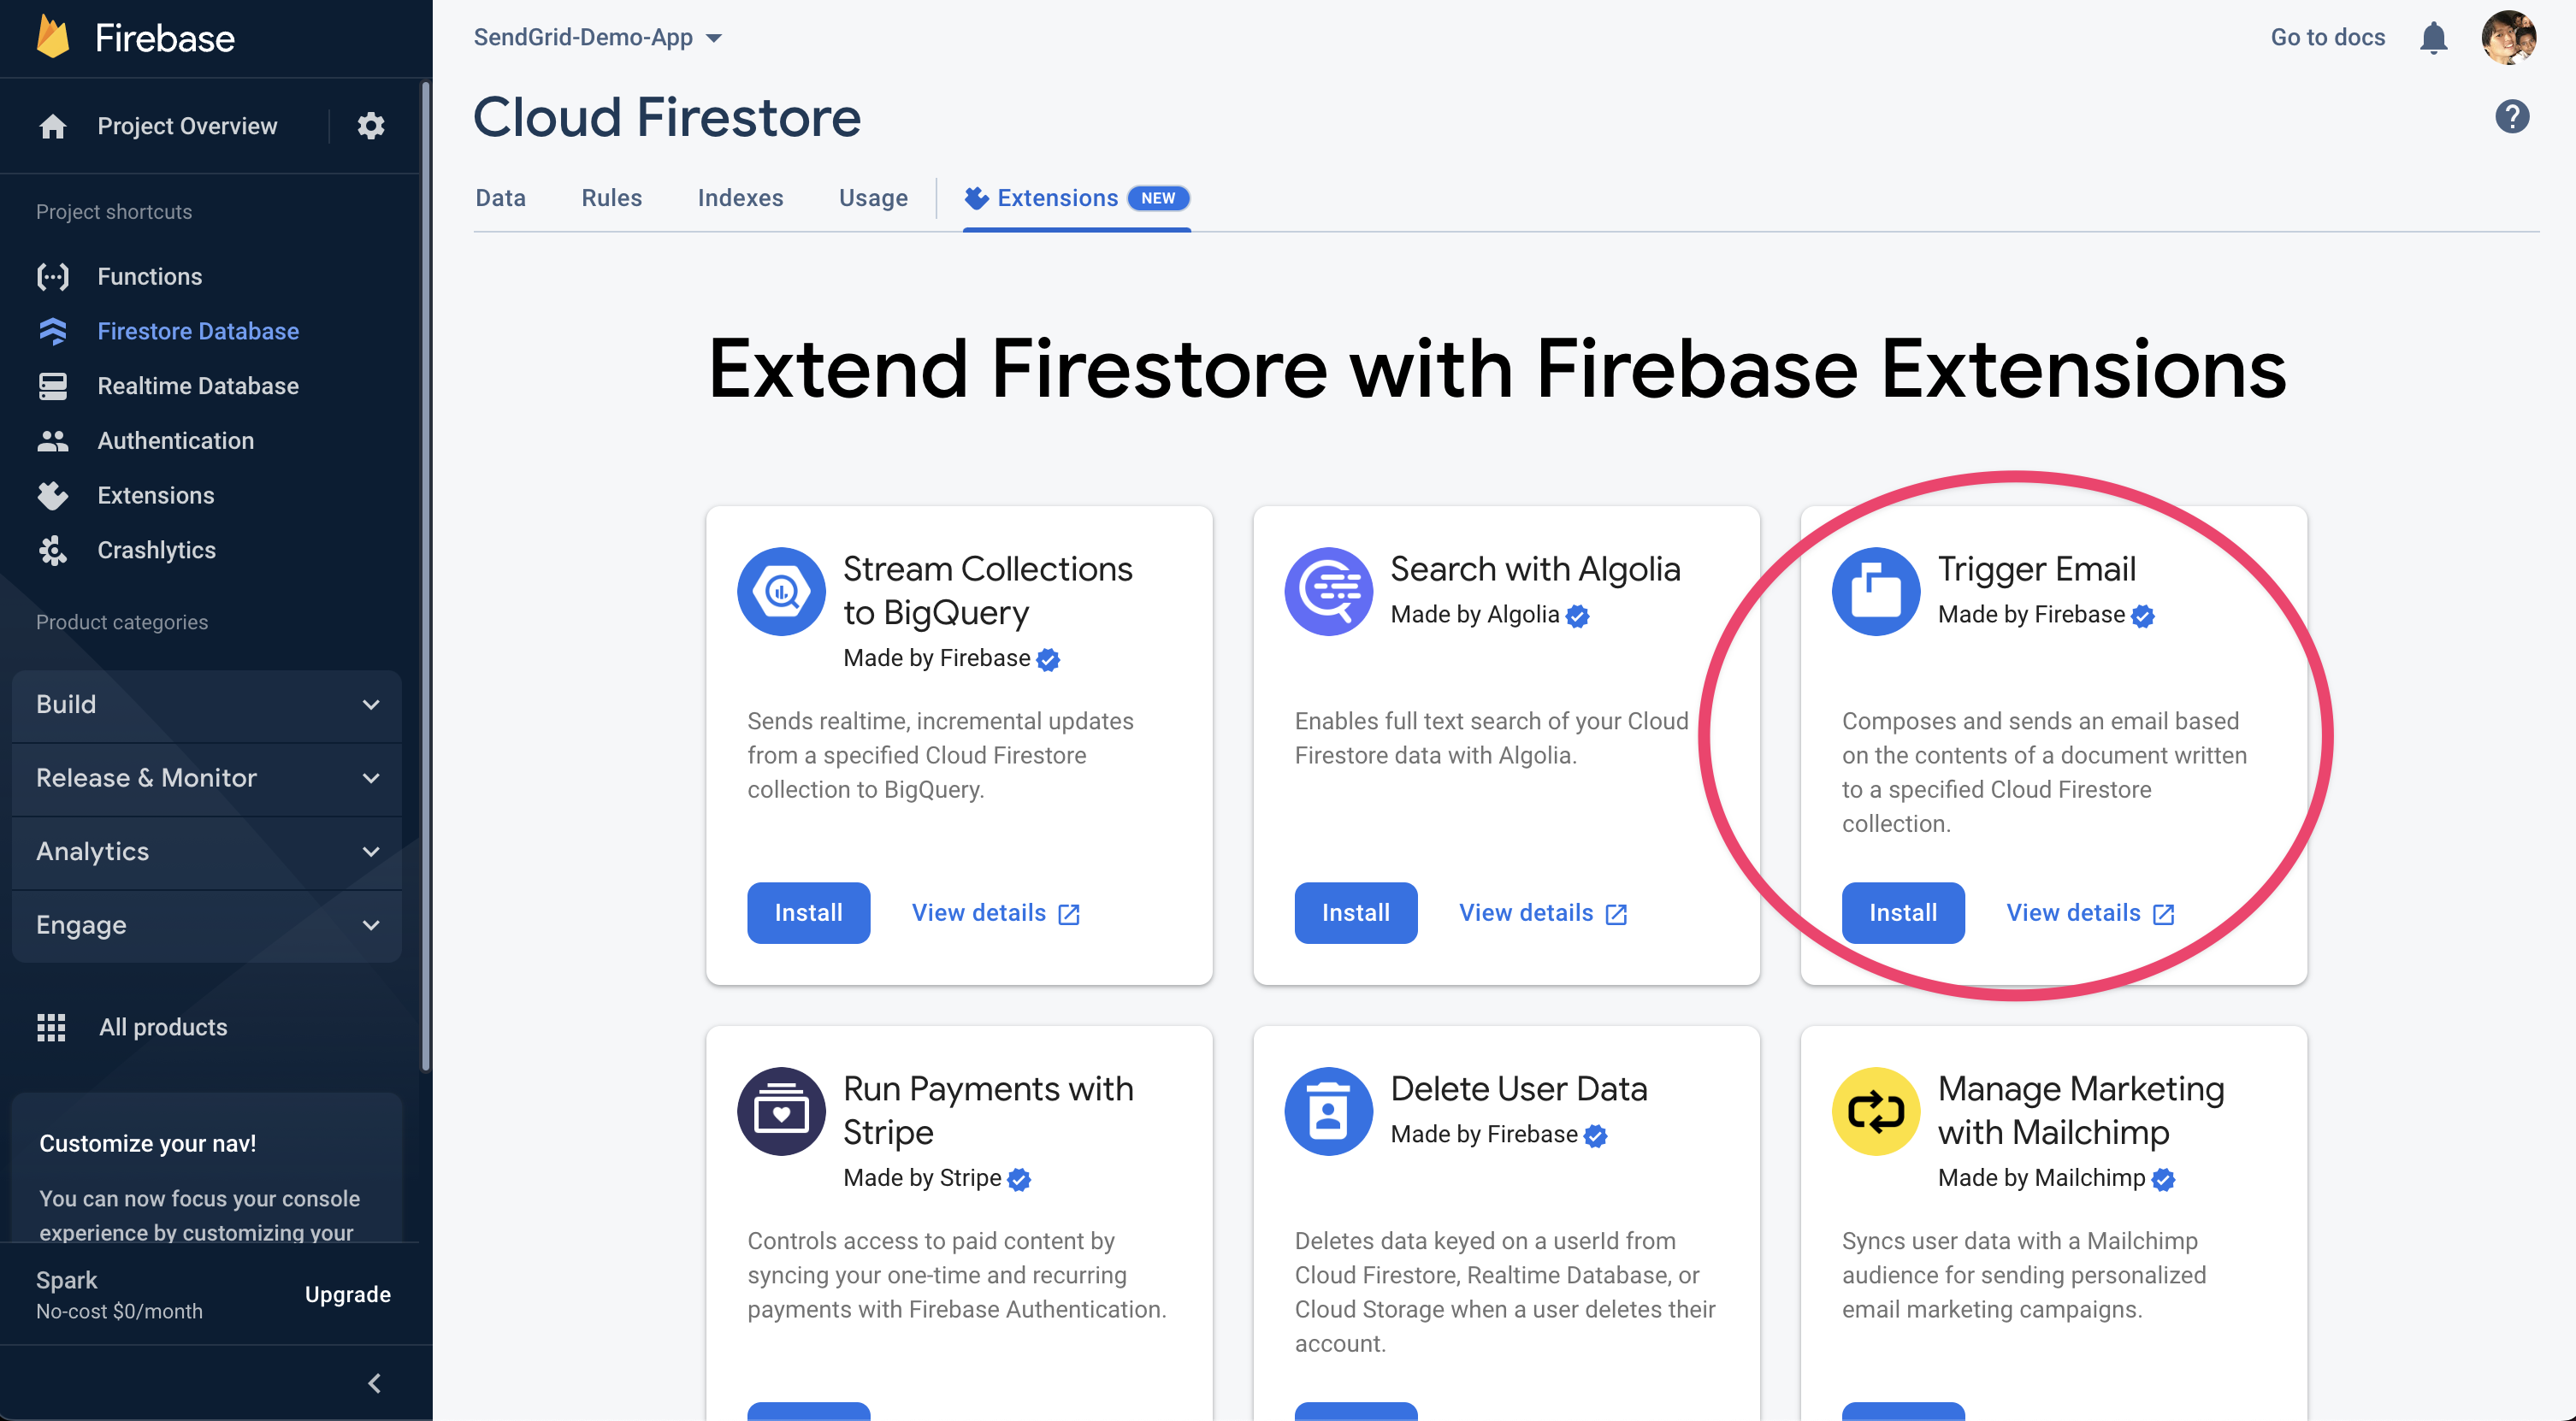 Firebase
Project Overview
Project shortcuts
Functions
Firestore Database
Realtime Database
Authentication
Extensions
Crashlytics
Product categories
Build
Release & Monitor
Analytics
Engage
All products
Customize your nav!
You can now focus your console
experience by customizing your
Spark
No-cost $0/month
Upgrade
SendGrid-Demo-App
Go to docs
Cloud Firestore
Data Rules Indexes Usage Extensions NEW
Extend Firestore with Firebase Extensions
Stream Collections
to BigQuery
Made by Firebase
Sends realtime, incremental updates
from a specified Cloud Firestore
collection to BigQuery.
Install View details
Search with Algolia
Made by Algolia
Enables full text search of your Cloud
Firestore data with Algolia.
Install View details
Trigger Email
Made by Firebase
Composes and sends an email based
on the contents of a document written
to a specified Cloud Firestore
collection.
Install View details
Run Payments with
Stripe
Made by Stripe
Controls access to paid content by
syncing your one-time and recurring
payments with Firebase Authentication.
Delete User Data
Made by Firebase
Deletes data keyed on a userId from
Cloud Firestore, Realtime Database, or
Cloud Storage when a user deletes their
account.
Manage Marketing
with Mailchimp
Made by Mailchimp
Syncs user data with a Mailchimp
audience for sending personalized
email marketing campaigns.